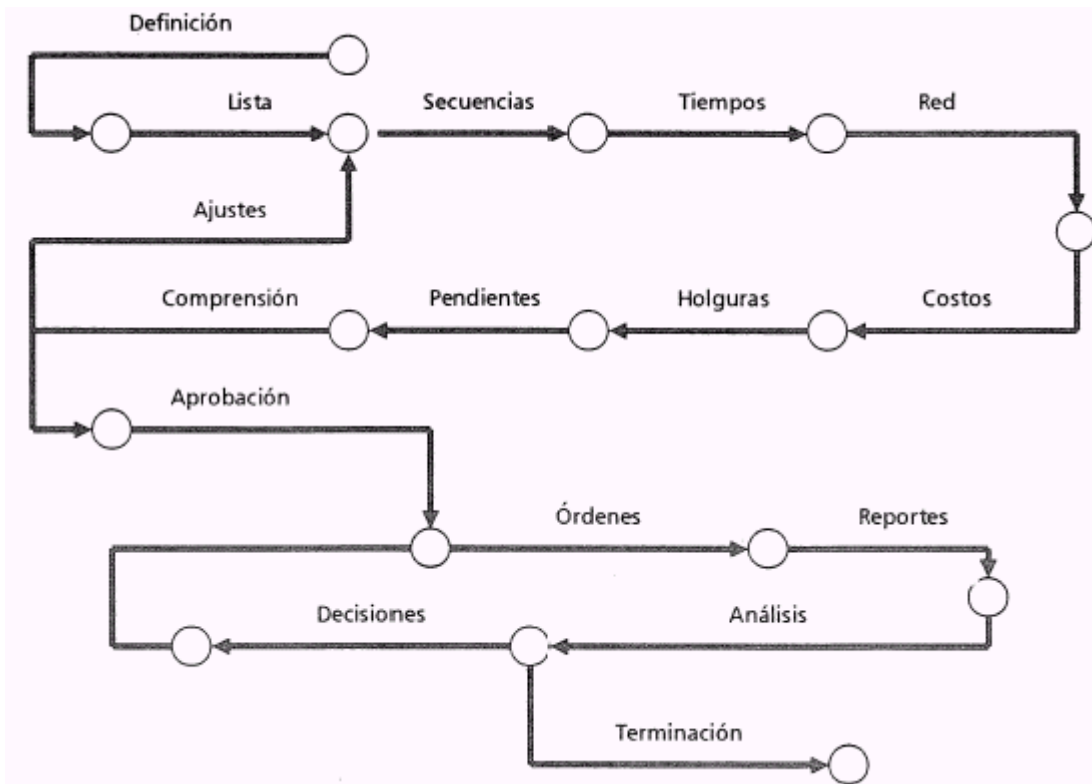 Definición
Lista
Secuencias
Tiempos
Red
Ajustes
Comprensión
Pendientes
Holguras
Costos
Aprobación
Órdenes
Reportes
Decisiones
Análisis
Terminación